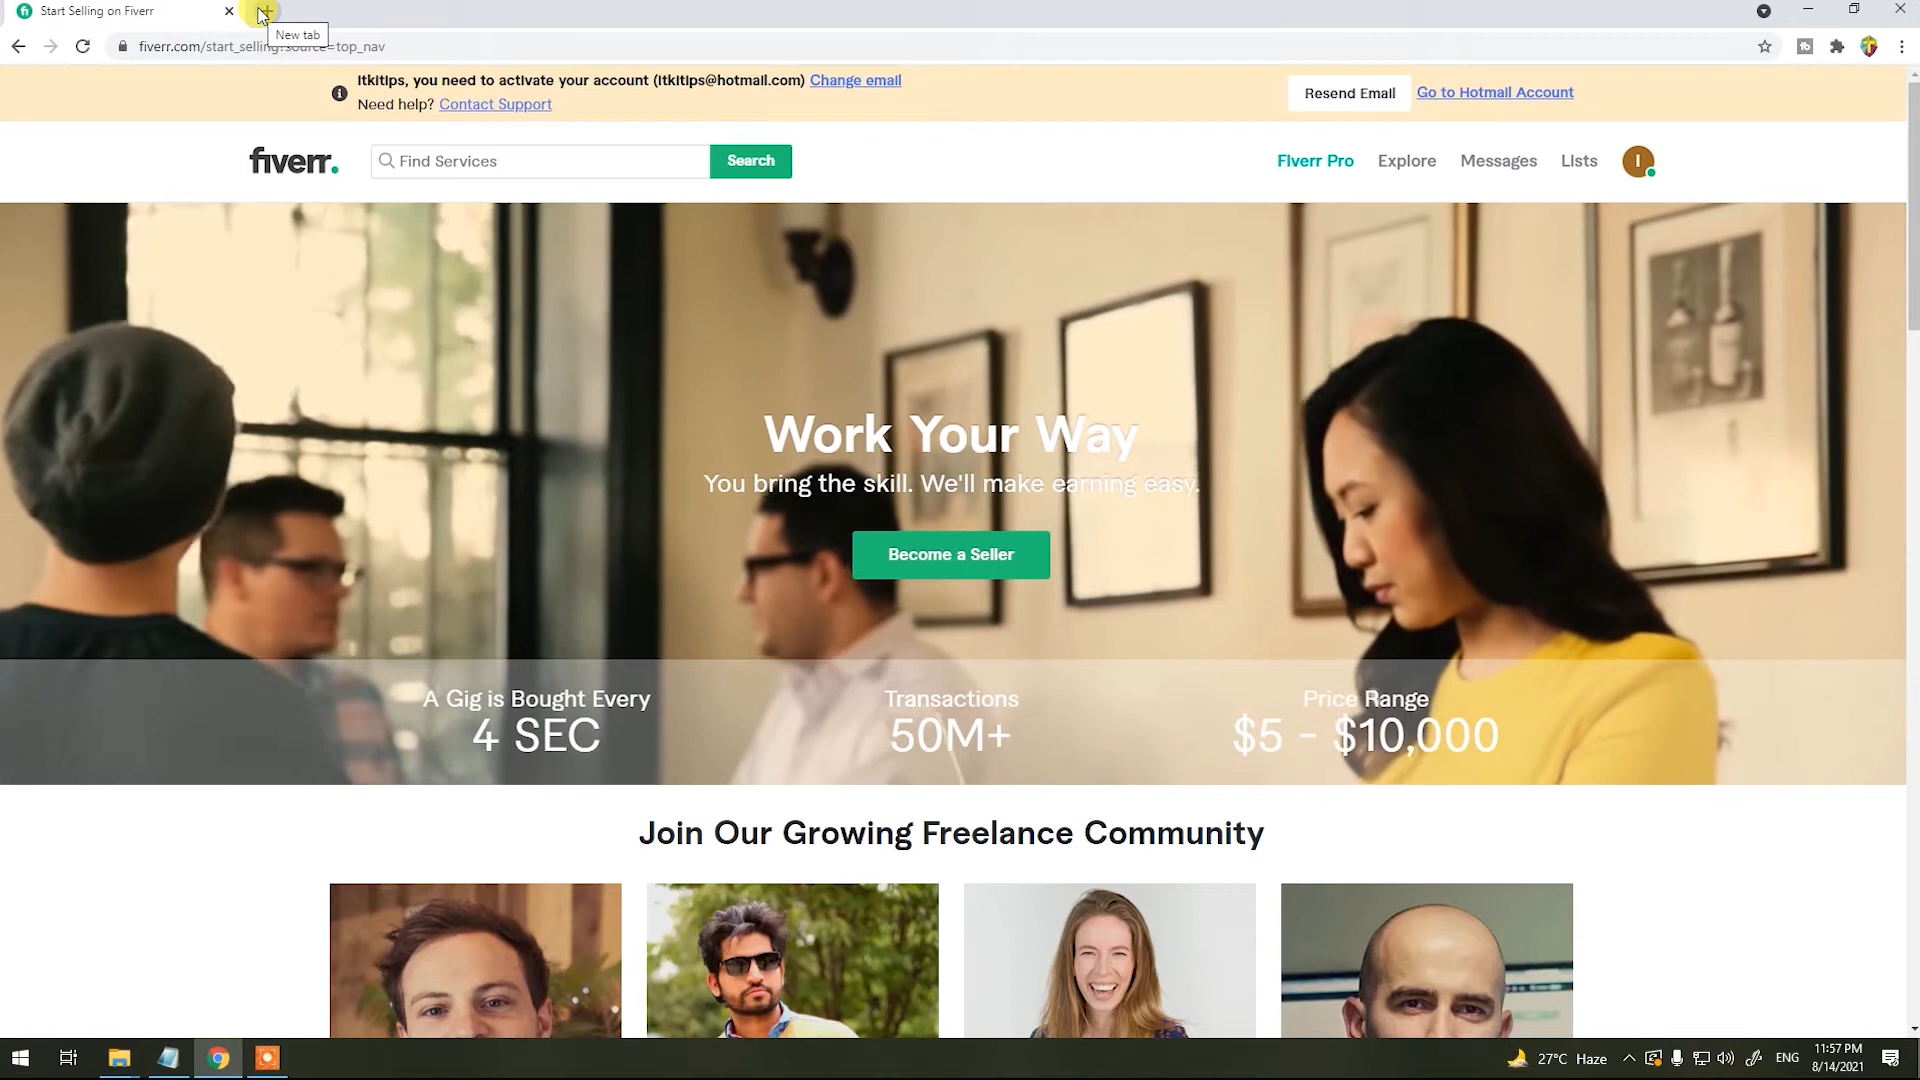 Start Selling on Fiverr
New tab
fiverr.com/start_selling?source=top_nav
itkitips, you need to activate your account (itkitips@hotmail.com) Change email
Need help? Contact Support
Resend Email
Go to Hotmail Account
fiverr.
Find Services
Search
Fiverr Pro
Explore
Messages
Lists
I
Work Your Way
You bring the skill. We'll make earning easy.
Become a Seller
A Gig is Bought Every
4 SEC
Transactions
50M+
Price Range
$5 - $10,000
Join Our Growing Freelance Community
27°C Haze
ENG
11:57 PM
8/14/2021